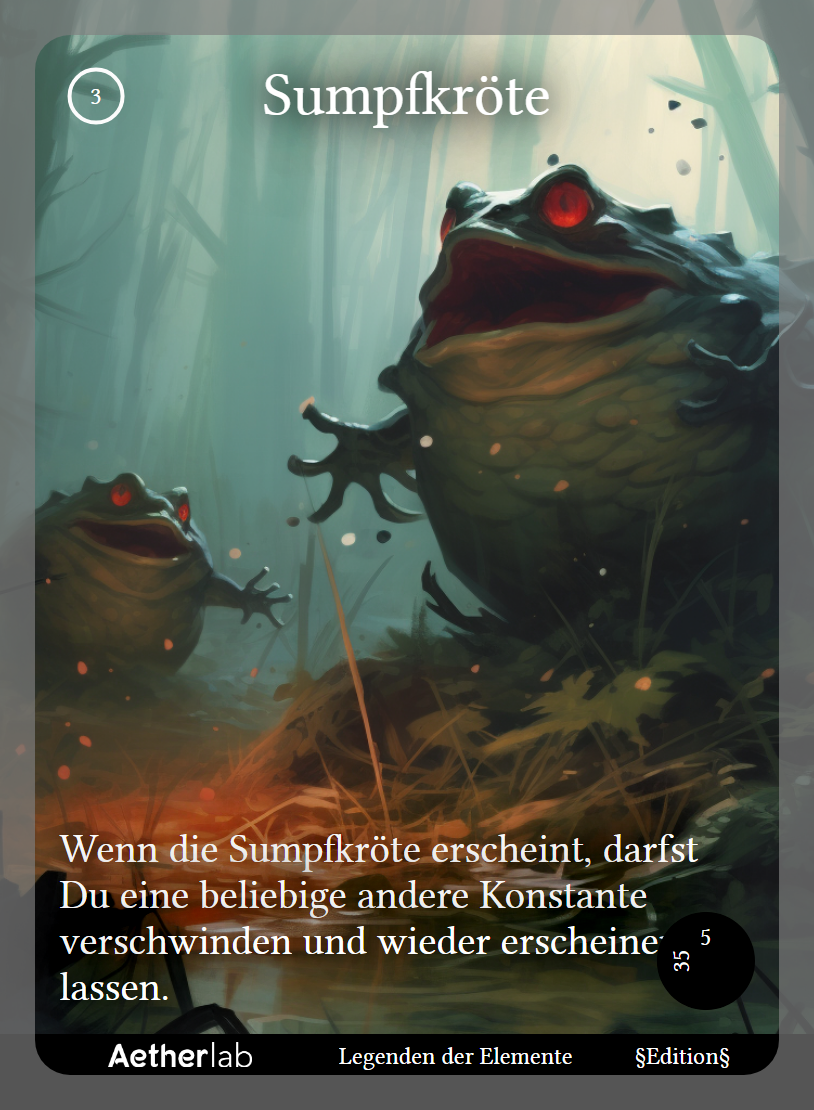 3
Sumpfkröte
Wenn die Sumpfkröte erscheint, darfst
Du eine beliebige andere Konstante
verschwinden und wieder erscheinen
lassen.
5
35
Aetherlab
Legenden der Elemente
§Edition§